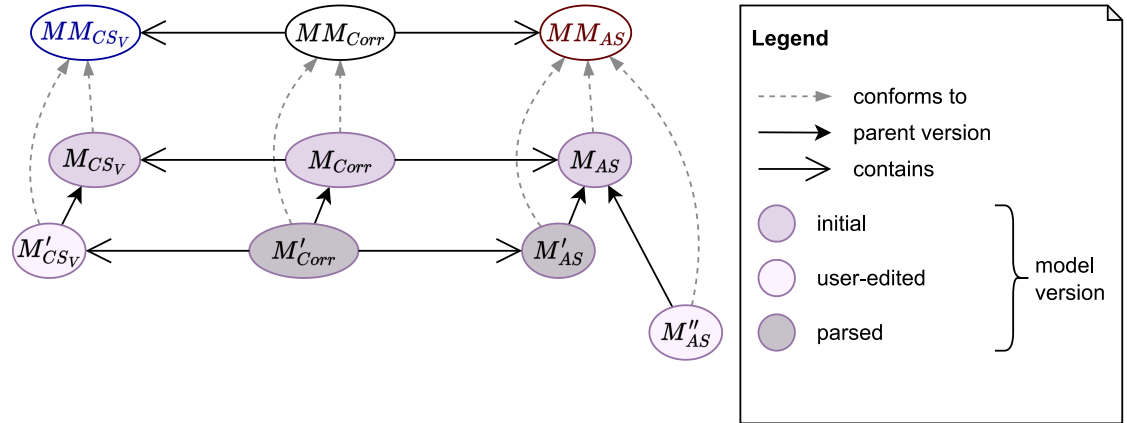 MM_{CS_V} MM_{Corr} MM_{AS}
M_{CS_V} M_{Corr} M_{AS}
M'_{CS_V} M'_{Corr} M'_{AS}
M''_{AS}
Legend
conforms to
parent version
contains
initial
user-edited
parsed
model
version